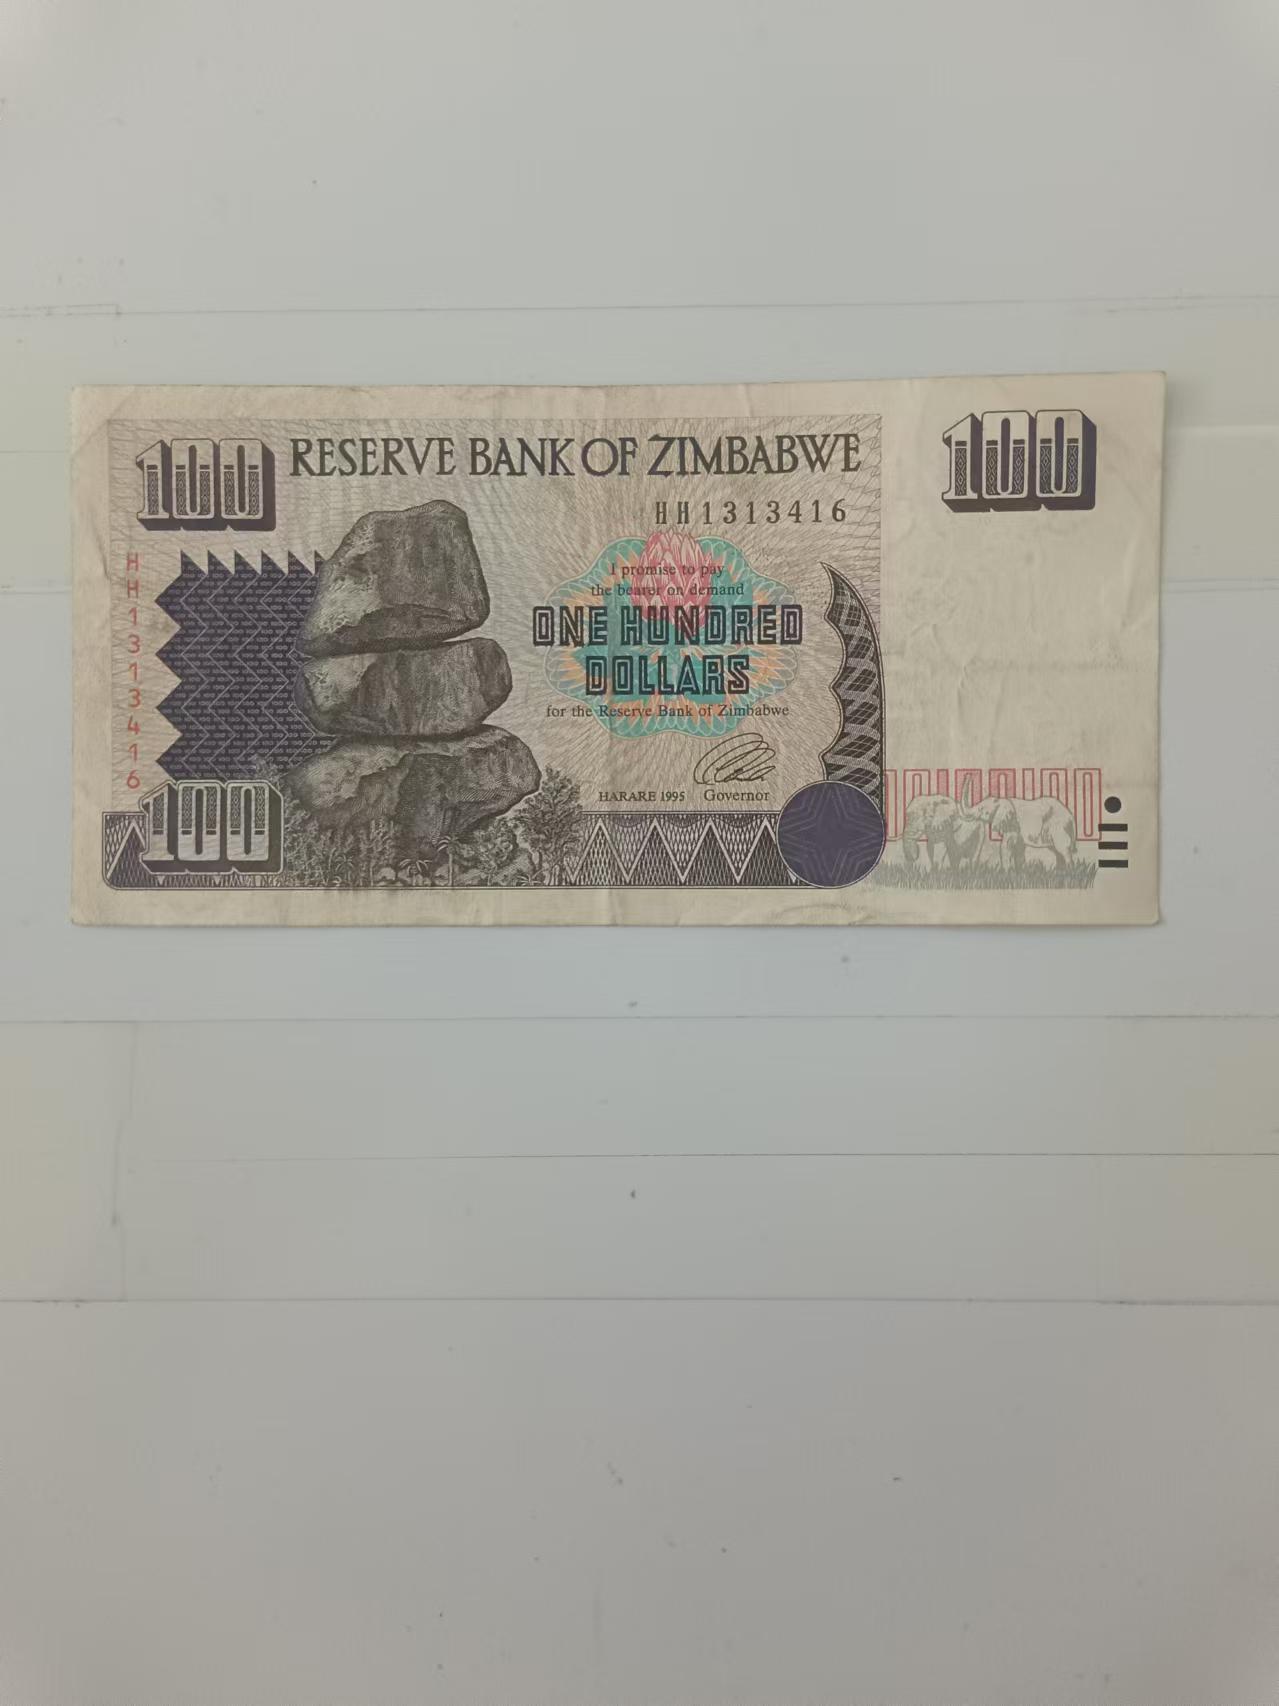 100
RESERVE BANK OF ZIMBABWE
100
HH1313416
HH1313416
I promise to pay
the bearer on demand
ONE HUNDRED
DOLLARS
for the Reserve Bank of Zimbabwe
HARARE 1995 Governor
100
100100100